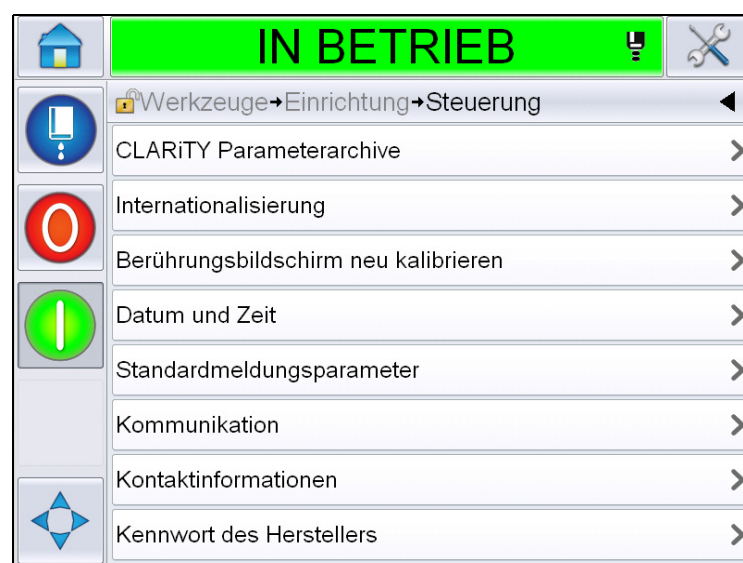 IN BETRIEB
Werkzeuge→Einrichtung→Steuerung
CLARiTY Parameterarchive
Internationalisierung
Berührungsbildschirm neu kalibrieren
Datum und Zeit
Standardmeldungsparameter
Kommunikation
Kontaktinformationen
Kennwort des Herstellers